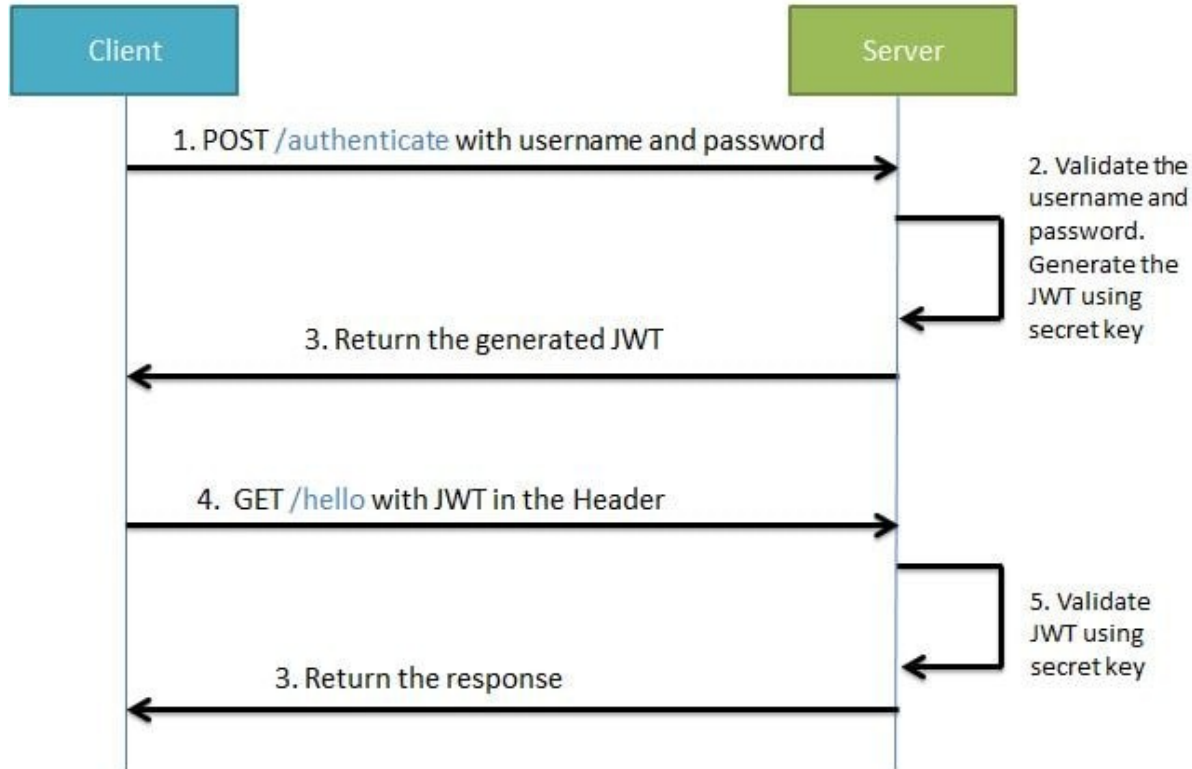 Client
Server
1. POST /authenticate with username and password
2. Validate the
username and
password.
Generate the
JWT using
secret key
3. Return the generated JWT
4. GET /hello with JWT in the Header
5. Validate
JWT using
secret key
3. Return the response